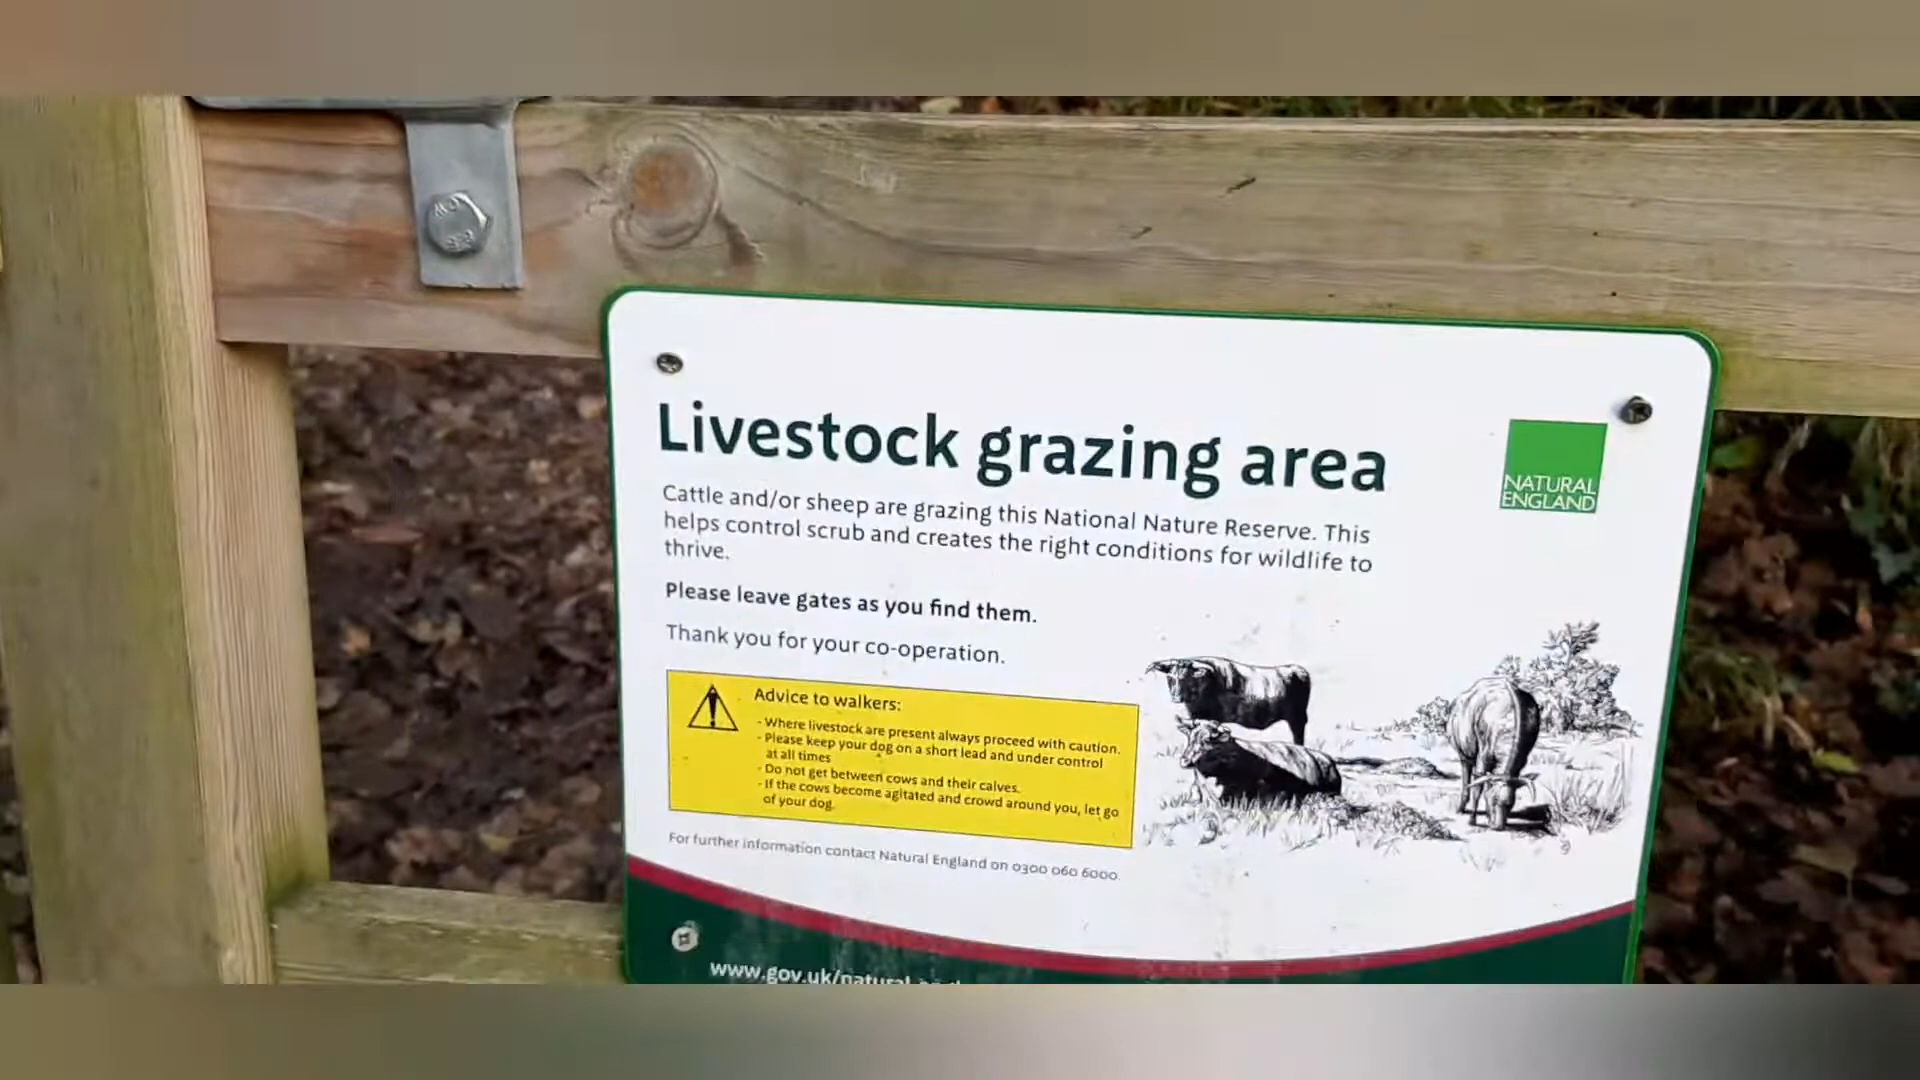 Livestock grazing area
NATURAL
ENGLAND
Cattle and/or sheep are grazing this National Nature Reserve. This
helps control scrub and creates the right conditions for wildlife to
thrive.
Please leave gates as you find them.
Thank you for your co-operation.
Advice to walkers:
- Where livestock are present always proceed with caution.
- Please keep your dog on a short lead and under control
at all times
- Do not get between cows and their calves.
- If the cows become agitated and crowd around you, let go
of your dog.
For further information contact Natural England on 0300 060 6000.
www.gov.uk/natural